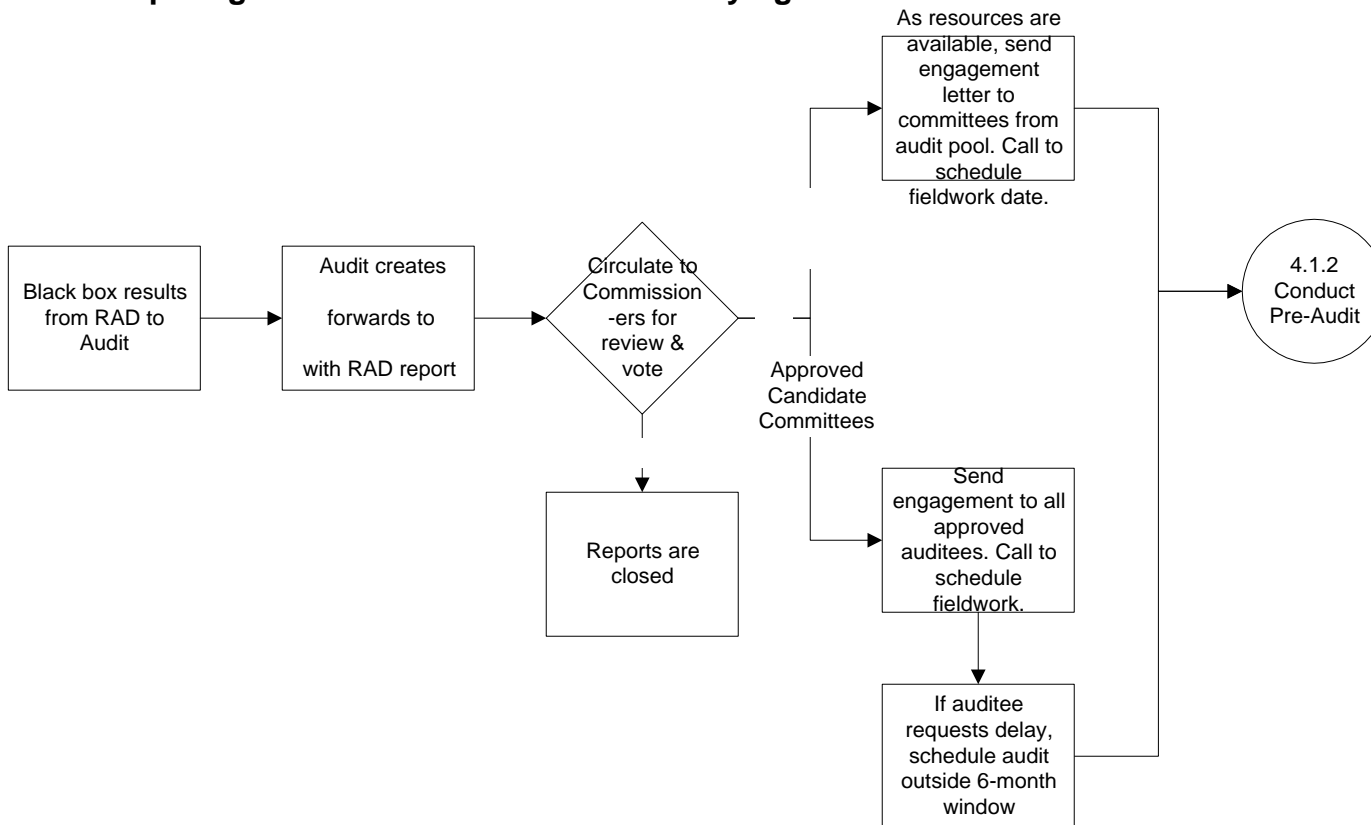 As resources are
available, send
engagement
letter to
committees from
audit pool. Call to
schedule
fieldwork date.
Black box results
from RAD to
Audit
Audit creates
forwards to
with RAD report
Circulate to
Commission
-ers for
review &
vote
Approved
Candidate
Committees
4.1.2
Conduct
Pre-Audit
Send
engagement to all
approved
auditees. Call to
schedule
fieldwork.
Reports are
closed
If auditee
requests delay,
schedule audit
outside 6-month
window